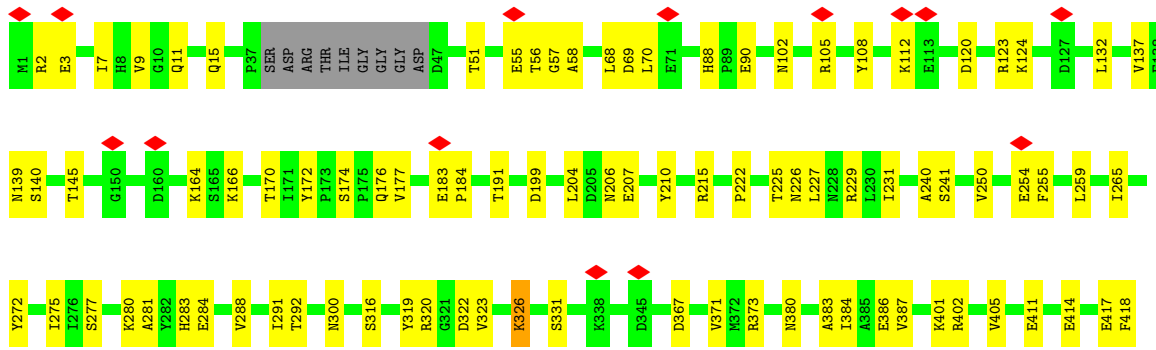 M1 R2 E3 I7 H8 V9 G10 Q11 Q15 P37 SER ASP ARG THR ILE GLY GLY GLY ASP D47 T51 E55 T56 G57 A58 L68 D69 L70 E71 H88 P89 E90 N102 R105 Y108 K112 E113 D120 R123 K124 D127 L132 V137
N139 S140 T145 G150 D160 K164 S165 K166 T170 I171 Y172 P173 S174 P175 Q176 V177 E183 P184 T191 D199 L204 D205 N206 E207 Y210 R215 P222 T225 N226 L227 N228 R229 L230 I231 A240 S241 V250 E254 F255 L259 I265
Y272 I275 I276 S277 K280 A281 Y282 H283 E284 V288 I291 T292 N300 S316 Y319 R320 G321 D322 V323 K326 S331 K338 D345 D367 V371 M372 R373 N380 A383 I384 A385 E386 V387 K401 R402 V405 E411 E414 E417 F418